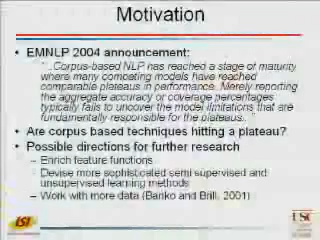 Motivation
• EMNLP 2004 announcement:
"...Corpus-based NLP has reached a stage of maturity
where many competing models have reached
comparable plateaus in performance. Merely reporting
the aggregate accuracy or coverage percentages
typically fails to uncover the model limitations that are
fundamentally responsible for the plateaus."
• Are corpus based techniques hitting a plateau?
• Possible directions for further research
– Enrich feature functions
– Devise more sophisticated semi supervised and
unsupervised learning methods
– Work with more data (Banko and Brill, 2001)
USC